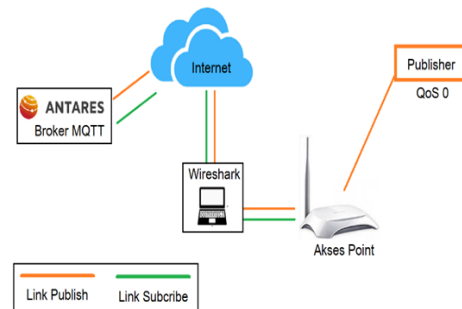 Internet
Publisher
QoS 0
ANTARES
Broker MQTT
Wireshark
Akses Point
Link Publish
Link Subcribe